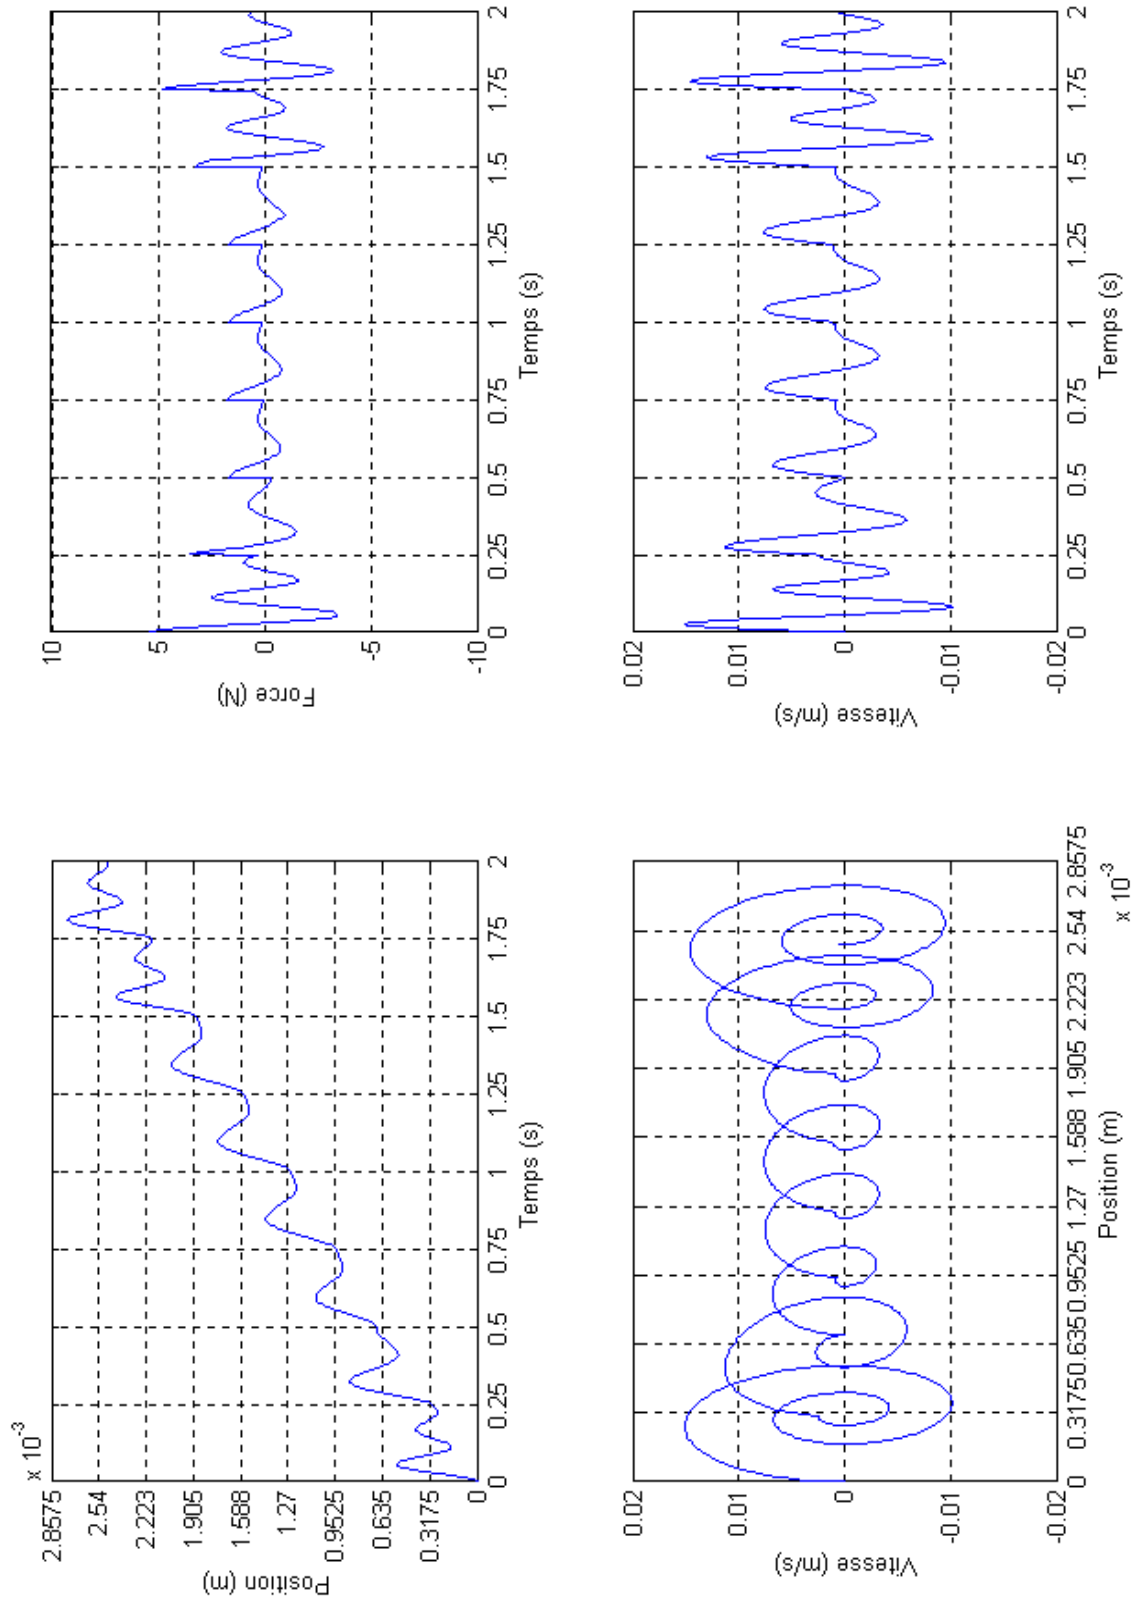 x 10^-3
2.8575
2.54
2.223
1.905
1.588
1.27
0.9525
0.635
0.3175
0
Position (m)
0 0.25 0.5 0.75 1 1.25 1.5 1.75 2
Temps (s)
10
5
0
-5
-10
Force (N)
0 0.25 0.5 0.75 1 1.25 1.5 1.75 2
Temps (s)
0.02
0.01
0
-0.01
-0.02
Vitesse (m/s)
0 0.3175 0.635 0.9525 1.27 1.588 1.905 2.223 2.54 2.8575
Position (m)
x 10^-3
0.02
0.01
0
-0.01
-0.02
Vitesse (m/s)
0 0.25 0.5 0.75 1 1.25 1.5 1.75 2
Temps (s)